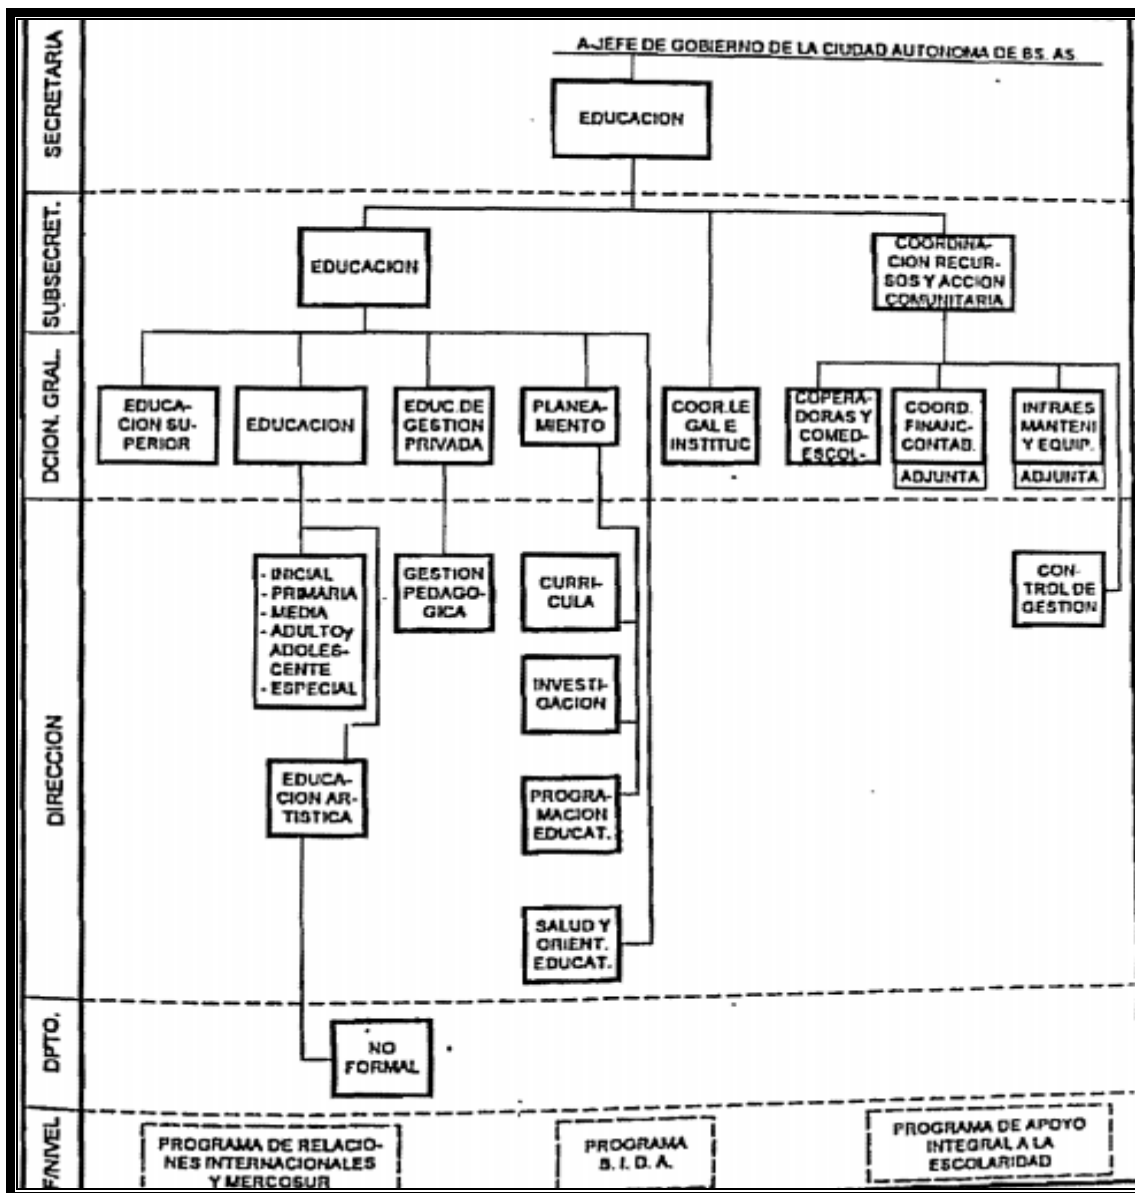 A-JEFE DE GOBIERNO DE LA CIUDAD AUTONOMA DE BS. AS
SECRETARIA
EDUCACION
SUBSECRET.
EDUCACION
COORDINA-
CION RECUR-
SOS Y ACCION
COMUNITARIA
DCION. GRAL.
EDUCA-
CION SU-
PERIOR
EDUCACION
EDUC. DE
GESTION
PRIVADA
PLANEA-
MIENTO
COOR.LE
GAL E
INSTITUC
COPERA-
DORAS Y
COMED-
ESCOL-
COORD.
FINANC-
CONTAB.
ADJUNTA
INFRAES
MANTENI
Y EQUIP.
ADJUNTA
DIRECCION
- INICIAL
- PRIMARIA
- MEDIA
- ADULTO y
ADOLES-
CENTE
- ESPECIAL
GESTION
PEDAGO-
GICA
CURRI-
CULA
CON-
TROL DE
GESTION
INVESTI-
GACION
EDUCA-
CION AR-
TISTICA
PROGRA-
MACION
EDUCAT.
SALUD Y
ORIENT.
EDUCAT.
DPTO.
NO
FORMAL
F/NIVEL
PROGRAMA DE RELACIO-
NES INTERNACIONALES
Y MERCOSUR
PROGRAMA
S. I. D. A.
PROGRAMA DE APOYO
INTEGRAL A LA
ESCOLARIDAD